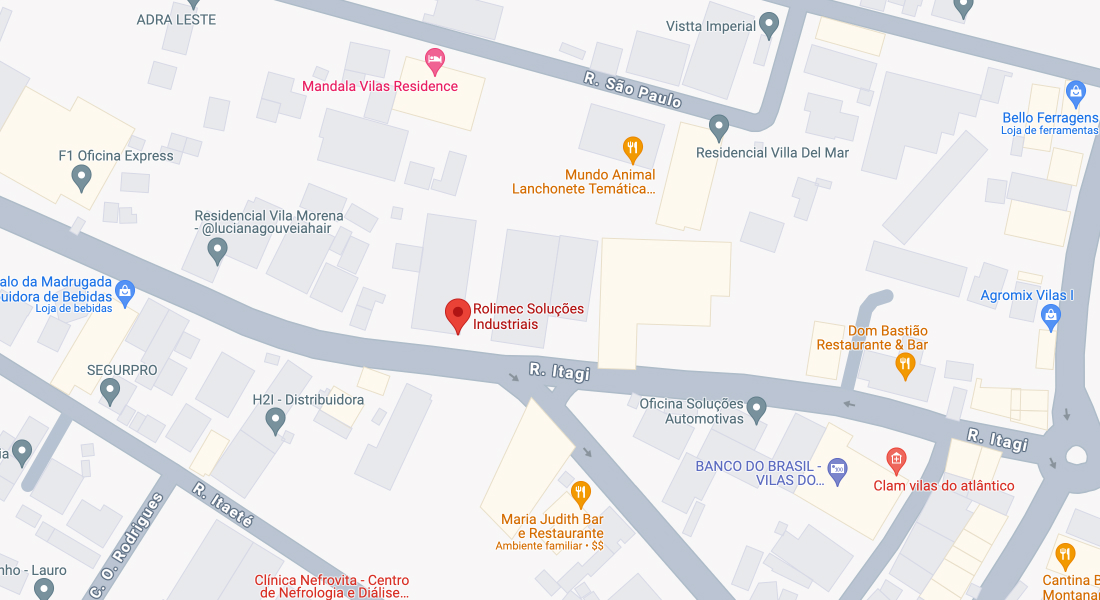 ADRA LESTE
Vistta Imperial
Mandala Vilas Residence
R. São Paulo
Bello Ferragens
Loja de ferramentas
F1 Oficina Express
Residencial Villa Del Mar
Mundo Animal
Lanchonete Temática...
Residencial Vila Morena
- @lucianagouveiahair
alo da Madrugada
uidora de Bebidas
Loja de bebidas
Rolimec Soluções
Industriais
Agromix Vilas I
Dom Bastião
Restaurante & Bar
SEGURPRO
R. Itagi
H2I - Distribuidora
Oficina Soluções
Automotivas
R. Itagi
ia
BANCO DO BRASIL -
VILAS DO...
Clam vilas do atlântico
R. Itaeté
C. O. Rodrigues
Maria Judith Bar
e Restaurante
Ambiente familiar • $$
nho - Lauro
Clínica Nefrovita - Centro
de Nefrologia e Diálise...
Cantina B
Montana